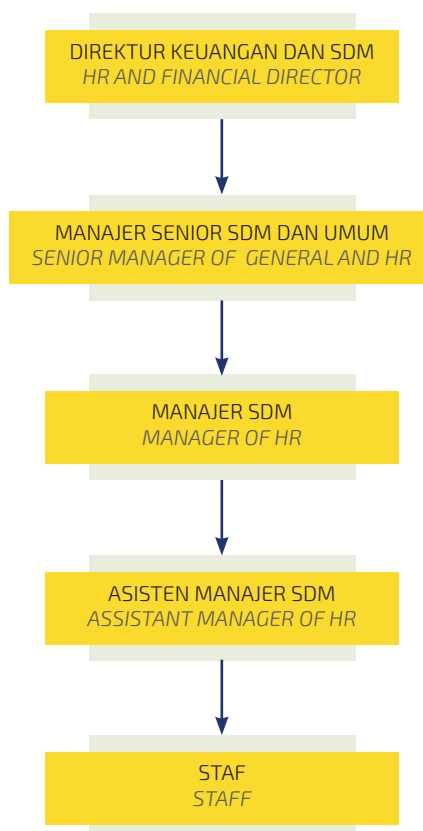 DIREKTUR KEUANGAN DAN SDM
HR AND FINANCIAL DIRECTOR
MANAJER SENIOR SDM DAN UMUM
SENIOR MANAGER OF GENERAL AND HR
MANAJER SDM
MANAGER OF HR
ASISTEN MANAJER SDM
ASSISTANT MANAGER OF HR
STAF
STAFF